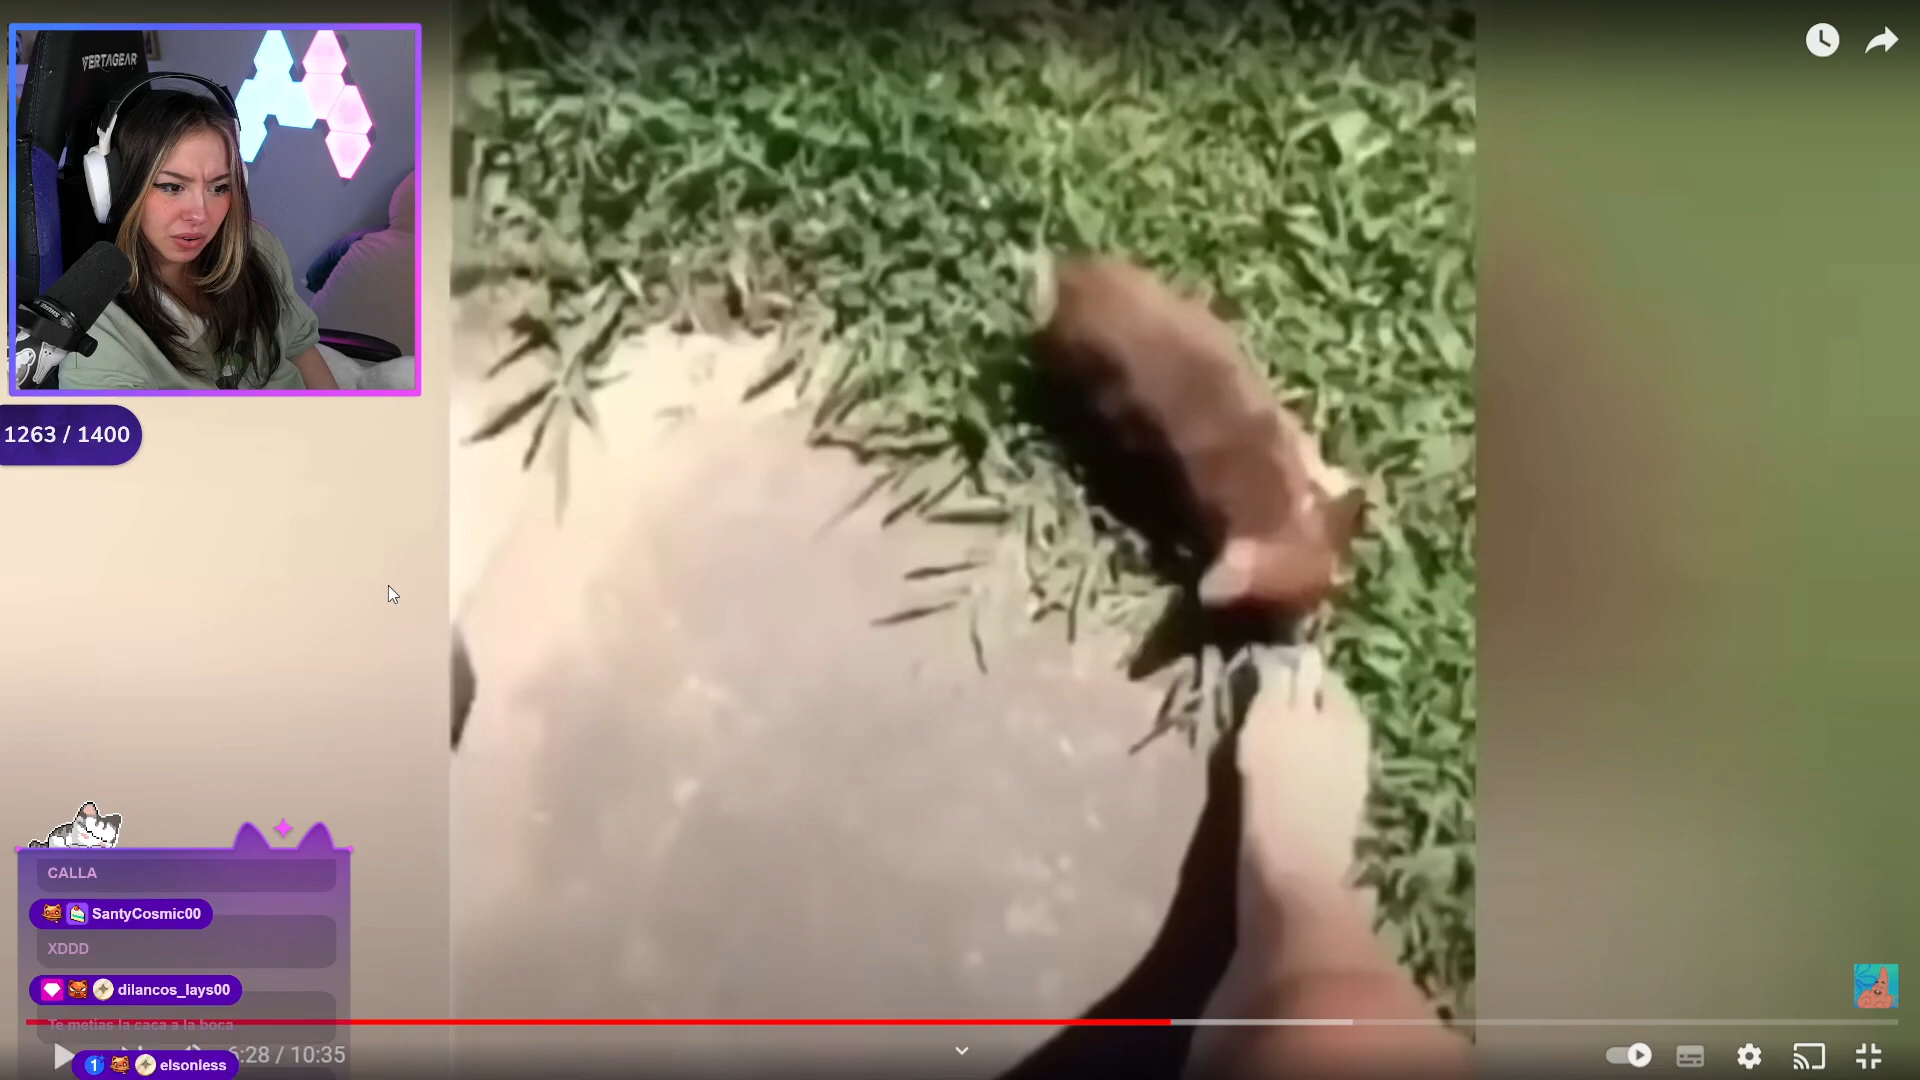 VERTAGEAR
1263 / 1400
CALLA
SantyCosmic00
XDDD
dilancos_lays00
Te metias la caca a la boca
6:28 / 10:35
1 elsonless